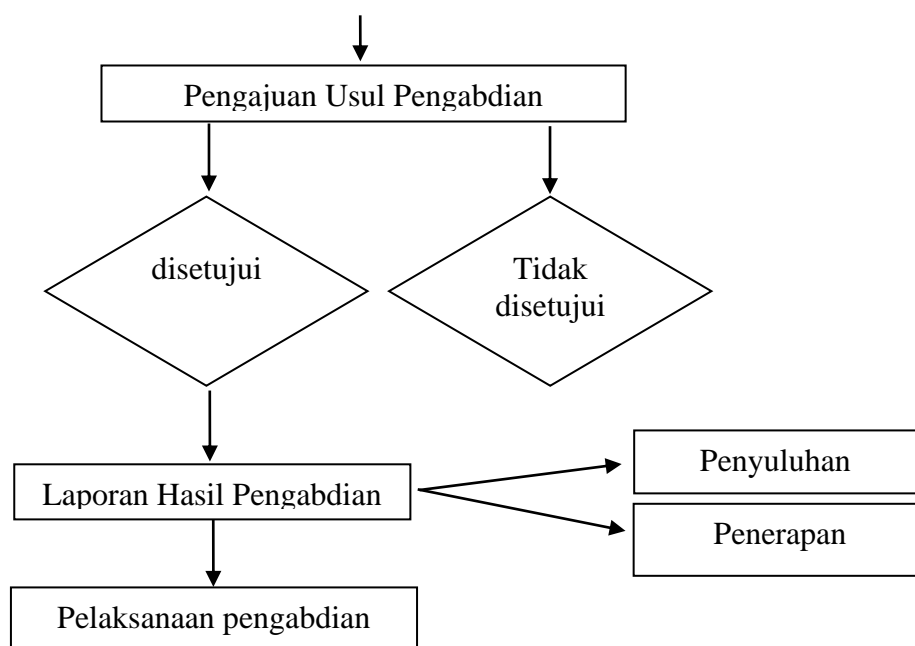 Pengajuan Usul Pengabdian
disetujui
Tidak
disetujui
Penyuluhan
Laporan Hasil Pengabdian
Penerapan
Pelaksanaan pengabdian